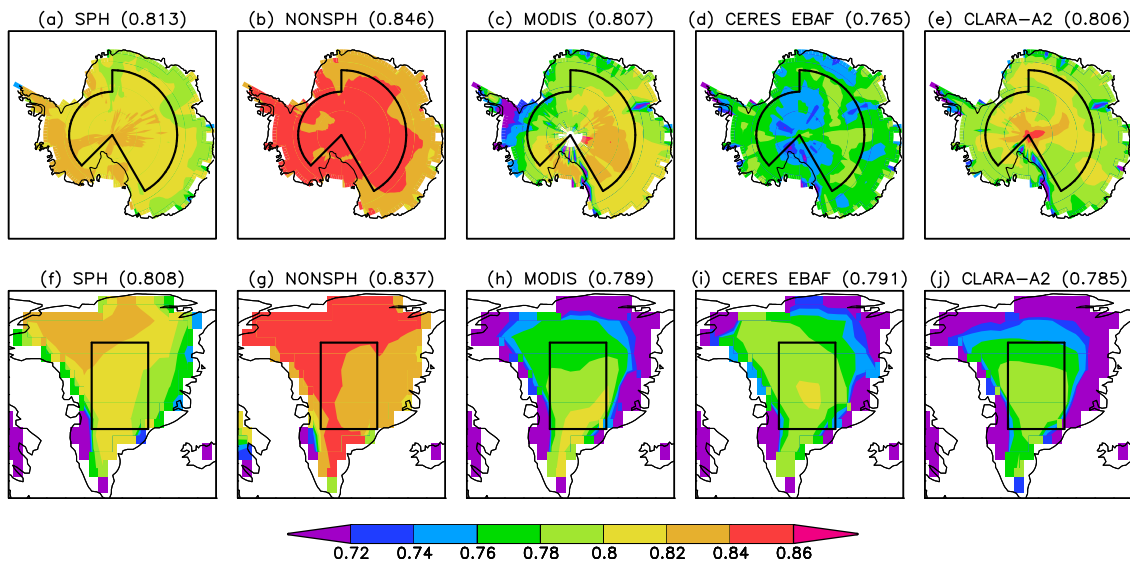 (a) SPH (0.813)
(b) NONSPH (0.846)
(c) MODIS (0.807)
(d) CERES EBAF (0.765)
(e) CLARA-A2 (0.806)
(f) SPH (0.808)
(g) NONSPH (0.837)
(h) MODIS (0.789)
(i) CERES EBAF (0.791)
(j) CLARA-A2 (0.785)
0.72 0.74 0.76 0.78 0.8 0.82 0.84 0.86